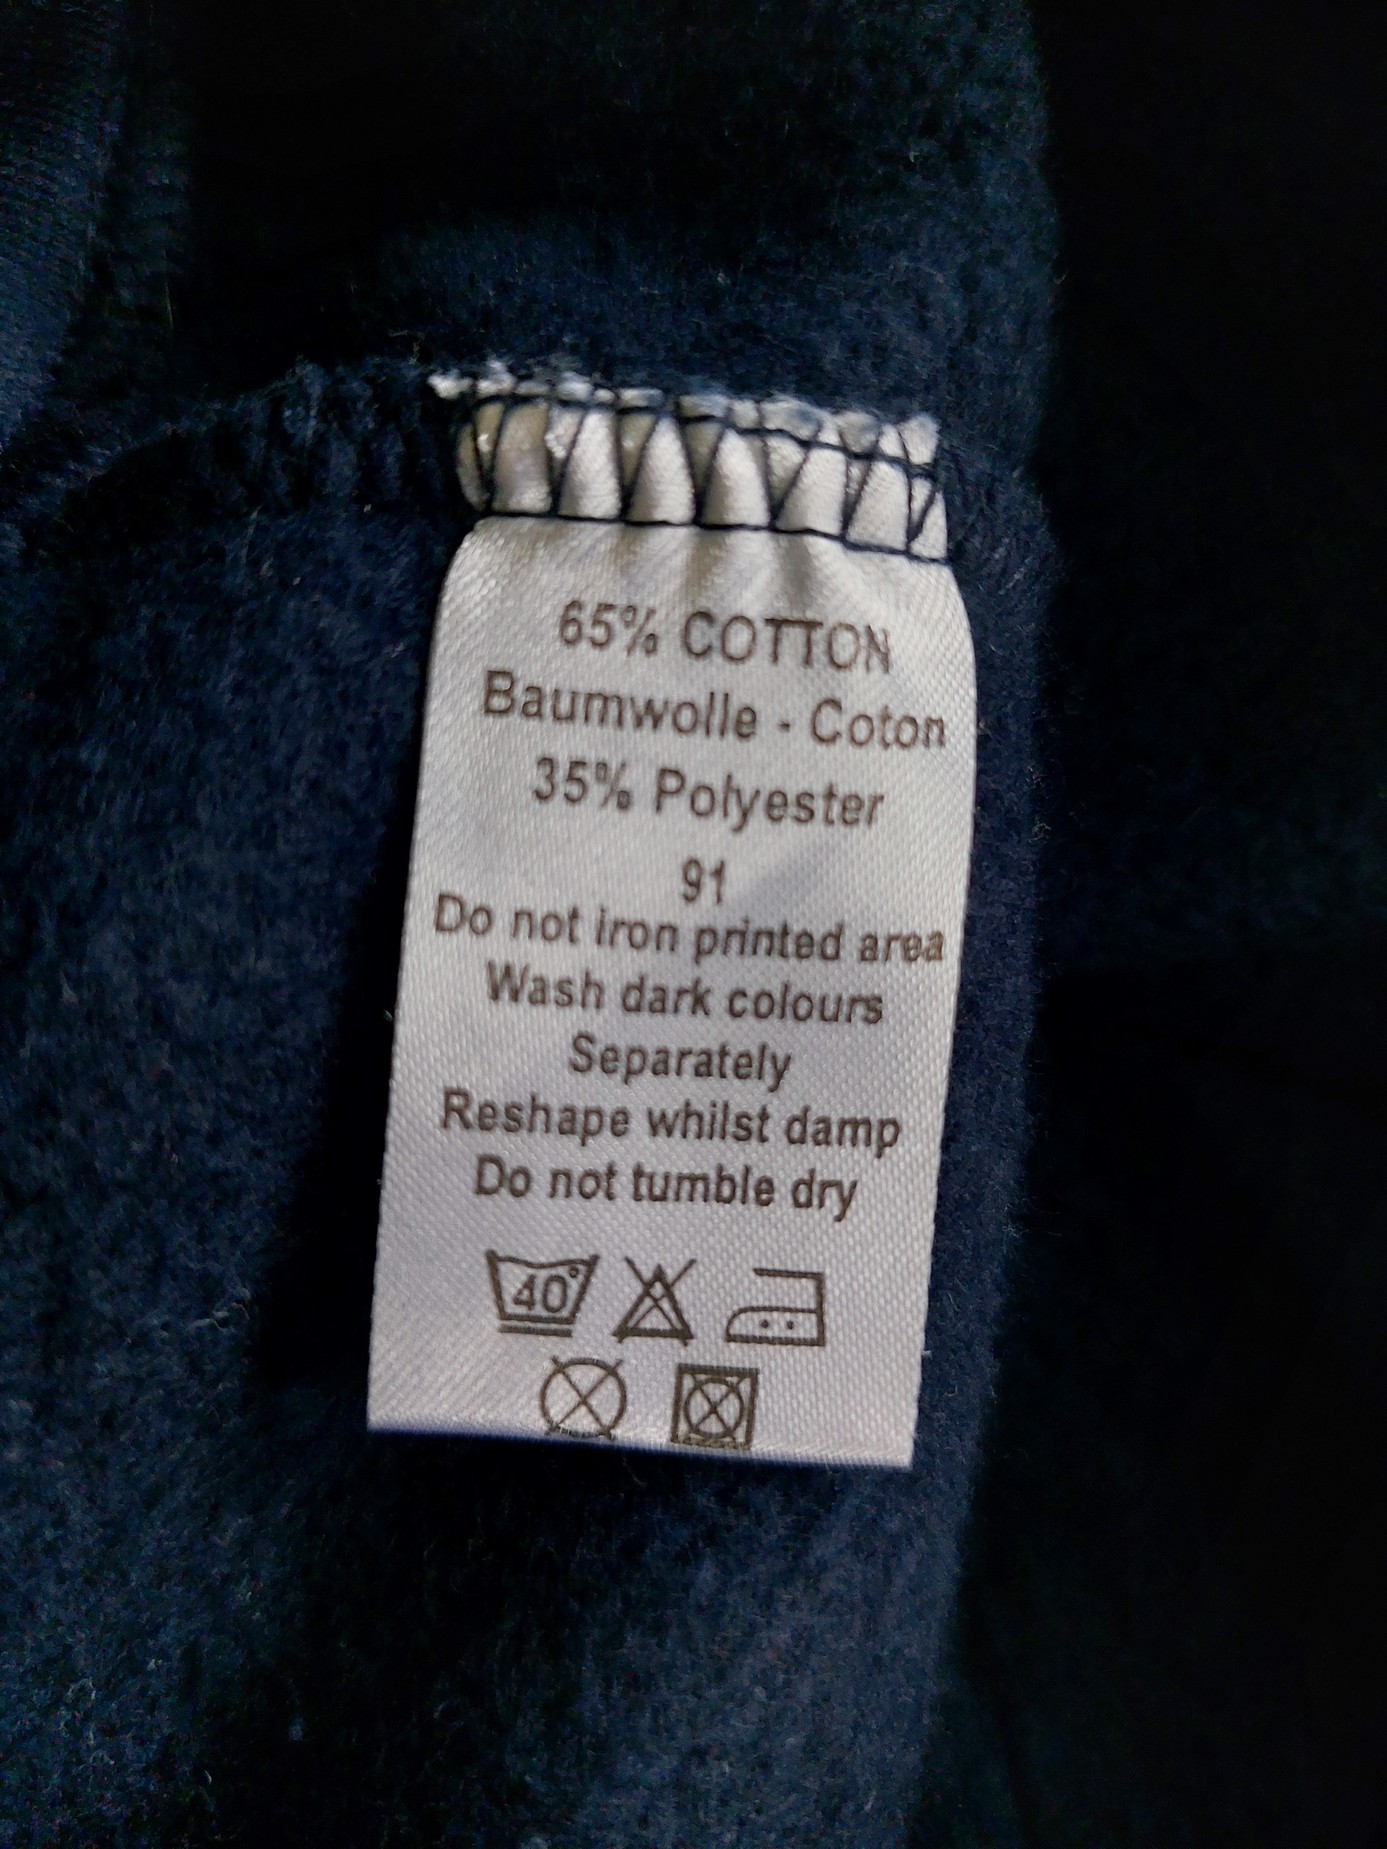 65% COTTON
Baumwolle - Coton
35% Polyester
91
Do not iron printed area
Wash dark colours
Separately
Reshape whilst damp
Do not tumble dry
40°